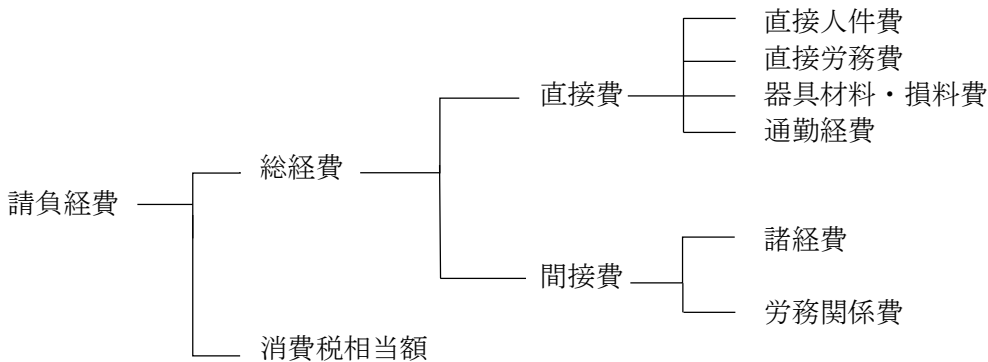 請負経費
総経費
直接費
直接人件費
直接労務費
器具材料・損料費
通勤経費
間接費
諸経費
労務関係費
消費税相当額